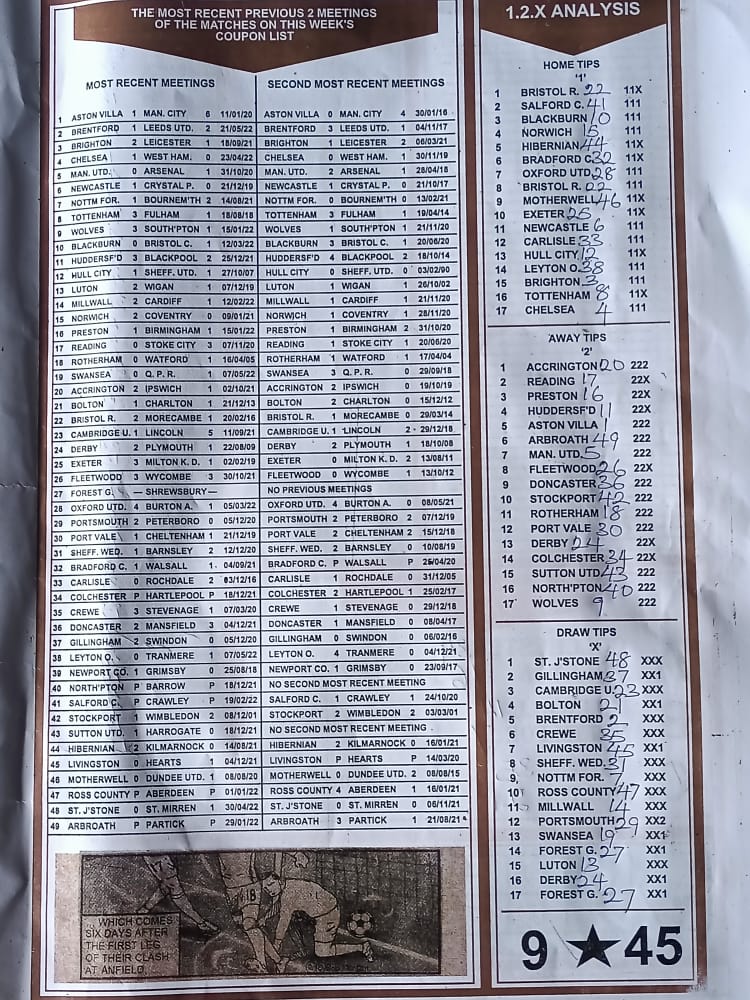 THE MOST RECENT PREVIOUS 2 MEETINGS
OF THE MATCHES ON THIS WEEK'S
COUPON LIST
MOST RECENT MEETINGS SECOND MOST RECENT MEETINGS
1 ASTON VILLA 1 MAN. CITY 6 11/01/20 ASTON VILLA 0 MAN. CITY 4 30/01/16
2 BRENTFORD 1 LEEDS UTD. 2 21/05/22 BRENTFORD 3 LEEDS UTD. 1 04/11/17
3 BRIGHTON 2 LEICESTER 1 18/09/21 BRIGHTON 1 LEICESTER 2 06/03/21
4 CHELSEA 1 WEST HAM. 0 23/04/22 CHELSEA 0 WEST HAM. 1 30/11/19
5 MAN. UTD. 0 ARSENAL 1 31/10/20 MAN. UTD. 2 ARSENAL 1 28/04/18
6 NEWCASTLE 1 CRYSTAL P. 0 21/12/19 NEWCASTLE 1 CRYSTAL P. 0 21/10/17
7 NOTTM FOR. 1 BOURNEM'TH 2 14/08/21 NOTTM FOR. 0 BOURNEM'TH 0 13/02/21
8 TOTTENHAM 3 FULHAM 1 18/08/18 TOTTENHAM 3 FULHAM 1 19/04/14
9 WOLVES 3 SOUTH'PTON 1 15/01/22 WOLVES 1 SOUTH'PTON 1 21/11/20
10 BLACKBURN 0 BRISTOL C. 1 12/03/22 BLACKBURN 3 BRISTOL C. 1 20/06/20
11 HUDDERSF'D 3 BLACKPOOL 2 25/12/21 HUDDERSF'D 4 BLACKPOOL 2 18/10/14
12 HULL CITY 1 SHEFF. UTD. 1 27/10/07 HULL CITY 0 SHEFF. UTD. 0 03/02/90
13 LUTON 2 WIGAN 1 07/12/19 LUTON 1 WIGAN 1 26/10/02
14 MILLWALL 2 CARDIFF 1 12/02/22 MILLWALL 1 CARDIFF 1 21/11/20
15 NORWICH 2 COVENTRY 0 09/01/21 NORWICH 1 COVENTRY 1 28/11/20
16 PRESTON 1 BIRMINGHAM 1 15/01/22 PRESTON 1 BIRMINGHAM 2 31/10/20
17 READING 0 STOKE CITY 3 07/11/20 READING 1 STOKE CITY 1 20/06/20
18 ROTHERHAM 0 WATFORD 1 16/04/05 ROTHERHAM 1 WATFORD 1 17/04/04
19 SWANSEA 0 Q. P. R. 1 07/05/22 SWANSEA 3 Q. P. R. 0 29/09/18
20 ACCRINGTON 2 IPSWICH 1 02/10/21 ACCRINGTON 2 IPSWICH 0 19/10/19
21 BOLTON 1 CHARLTON 1 21/12/13 BOLTON 2 CHARLTON 0 15/12/12
22 BRISTOL R. 2 MORECAMBE 1 20/02/16 BRISTOL R. 1 MORECAMBE 0 29/03/14
23 CAMBRIDGE U. 1 LINCOLN 5 11/09/21 CAMBRIDGE U. 1 LINCOLN 2 29/12/18
24 DERBY 2 PLYMOUTH 1 22/08/09 DERBY 2 PLYMOUTH 1 18/10/08
25 EXETER 3 MILTON K. D. 1 02/02/19 EXETER 0 MILTON K. D. 2 13/08/11
26 FLEETWOOD 3 WYCOMBE 3 30/10/21 FLEETWOOD 0 WYCOMBE 1 13/10/12
27 FOREST G. — SHREWSBURY — NO PREVIOUS MEETINGS
28 OXFORD UTD. 4 BURTON A. 1 05/03/22 OXFORD UTD. 4 BURTON A. 0 08/05/21
29 PORTSMOUTH 2 PETERBORO 0 05/12/20 PORTSMOUTH 2 PETERBORO 2 07/12/19
30 PORT VALE 1 CHELTENHAM 1 21/12/19 PORT VALE 2 CHELTENHAM 2 15/12/18
31 SHEFF. WED. 1 BARNSLEY 2 12/12/20 SHEFF. WED. 2 BARNSLEY 0 10/08/19
32 BRADFORD C. 1 WALSALL 1 04/09/21 BRADFORD C. P WALSALL P 25/04/20
33 CARLISLE 0 ROCHDALE 2 03/12/16 CARLISLE 1 ROCHDALE 0 31/12/05
34 COLCHESTER P HARTLEPOOL P 18/12/21 COLCHESTER 2 HARTLEPOOL 1 25/02/17
35 CREWE 3 STEVENAGE 1 07/03/20 CREWE 1 STEVENAGE 0 29/12/18
36 DONCASTER 2 MANSFIELD 3 04/12/21 DONCASTER 1 MANSFIELD 0 08/04/17
37 GILLINGHAM 2 SWINDON 0 05/12/20 GILLINGHAM 0 SWINDON 0 06/02/16
38 LEYTON O. 0 TRANMERE 1 07/05/22 LEYTON O. 4 TRANMERE 0 04/12/21
39 NEWPORT CO. 1 GRIMSBY 0 25/08/18 NEWPORT CO. 1 GRIMSBY 0 23/09/17
40 NORTH'PTON P BARROW P 18/12/21 NO SECOND MOST RECENT MEETING
41 SALFORD C. P CRAWLEY P 19/02/22 SALFORD C. 1 CRAWLEY 1 24/10/20
42 STOCKPORT 1 WIMBLEDON 2 08/12/01 STOCKPORT 2 WIMBLEDON 2 03/03/01
43 SUTTON UTD. 1 HARROGATE 0 18/12/21 NO SECOND MOST RECENT MEETING
44 HIBERNIAN 2 KILMARNOCK 0 14/08/21 HIBERNIAN 2 KILMARNOCK 0 16/01/21
45 LIVINGSTON 0 HEARTS 1 04/12/21 LIVINGSTON P HEARTS P 14/03/20
46 MOTHERWELL 0 DUNDEE UTD. 1 08/08/20 MOTHERWELL 0 DUNDEE UTD. 2 08/08/15
47 ROSS COUNTY P ABERDEEN P 01/01/22 ROSS COUNTY 4 ABERDEEN 1 16/01/21
48 ST. J'STONE 0 ST. MIRREN 1 30/04/22 ST. J'STONE 0 ST. MIRREN 0 06/11/21
49 ARBROATH P PARTICK P 29/01/22 ARBROATH 3 PARTICK 1 21/08/21
WHICH COMES
SIX DAYS AFTER
THE FIRST LEG
OF THEIR CLASH
AT ANFIELD.
1.2.X ANALYSIS
HOME TIPS
'1'
1 BRISTOL R. 22 11X
2 SALFORD C. 41 111
3 BLACKBURN 10 111
4 NORWICH 15 111
5 HIBERNIAN 44 11X
6 BRADFORD C 32 11X
7 OXFORD UTD 28 111
8 BRISTOL R. 22 111
9 MOTHERWELL 46 11X
10 EXETER 25 11X
11 NEWCASTLE 6 111
12 CARLISLE 33 111
13 HULL CITY 12 11X
14 LEYTON O. 38 111
15 BRIGHTON 3 111
16 TOTTENHAM 8 11X
17 CHELSEA 4 111
AWAY TIPS
'2'
1 ACCRINGTON 20 222
2 READING 17 22X
3 PRESTON 16 22X
4 HUDDERSF'D 11 22X
5 ASTON VILLA 1 222
6 ARBROATH 49 222
7 MAN. UTD. 5 222
8 FLEETWOOD 26 22X
9 DONCASTER 36 222
10 STOCKPORT 42 222
11 ROTHERHAM 18 222
12 PORT VALE 30 222
13 DERBY 24 22X
14 COLCHESTER 34 22X
15 SUTTON UTD 43 222
16 NORTH'PTON 40 222
17 WOLVES 9 222
DRAW TIPS
'X'
1 ST. J'STONE 48 XXX
2 GILLINGHAM 37 XX1
3 CAMBRIDGE U. 23 XXX
4 BOLTON 21 XX1
5 BRENTFORD 2 XXX
6 CREWE 35 XXX
7 LIVINGSTON 45 XX1
8 SHEFF. WED. 31 XXX
9 NOTTM FOR. 7 XXX
10 ROSS COUNTY 47 XXX
11 MILLWALL 14 XXX
12 PORTSMOUTH 29 XX2
13 SWANSEA 19 XX1
14 FOREST G. 27 XX1
15 LUTON 13 XXX
16 DERBY 24 XX1
17 FOREST G. 27 XX1
9 ★ 45